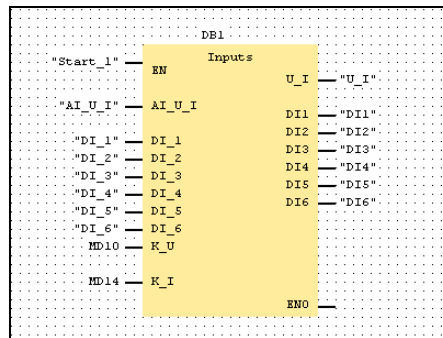 DB1
"Start_1" EN Inputs
U_I "U_I"
"AI_U_I" AI_U_I
DI1 "DI1"
DI2 "DI2"
"DI_1" DI_1
DI3 "DI3"
"DI_2" DI_2
DI4 "DI4"
"DI_3" DI_3
DI5 "DI5"
"DI_4" DI_4
DI6 "DI6"
"DI_5" DI_5
"DI_6" DI_6
MD10 K_U
MD14 K_I
ENO